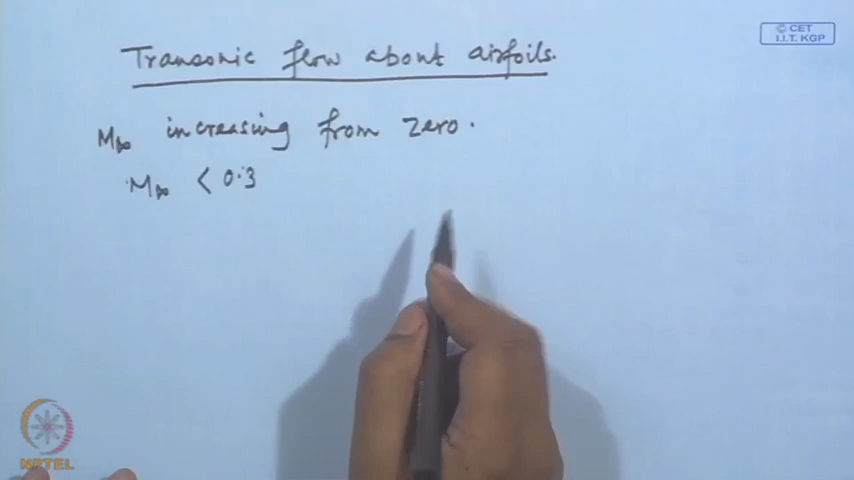 © CET
I.I.T. KGP
Transonic flow about airfoils.
M∞ increasing from zero.
M∞ < 0.3
NPTEL